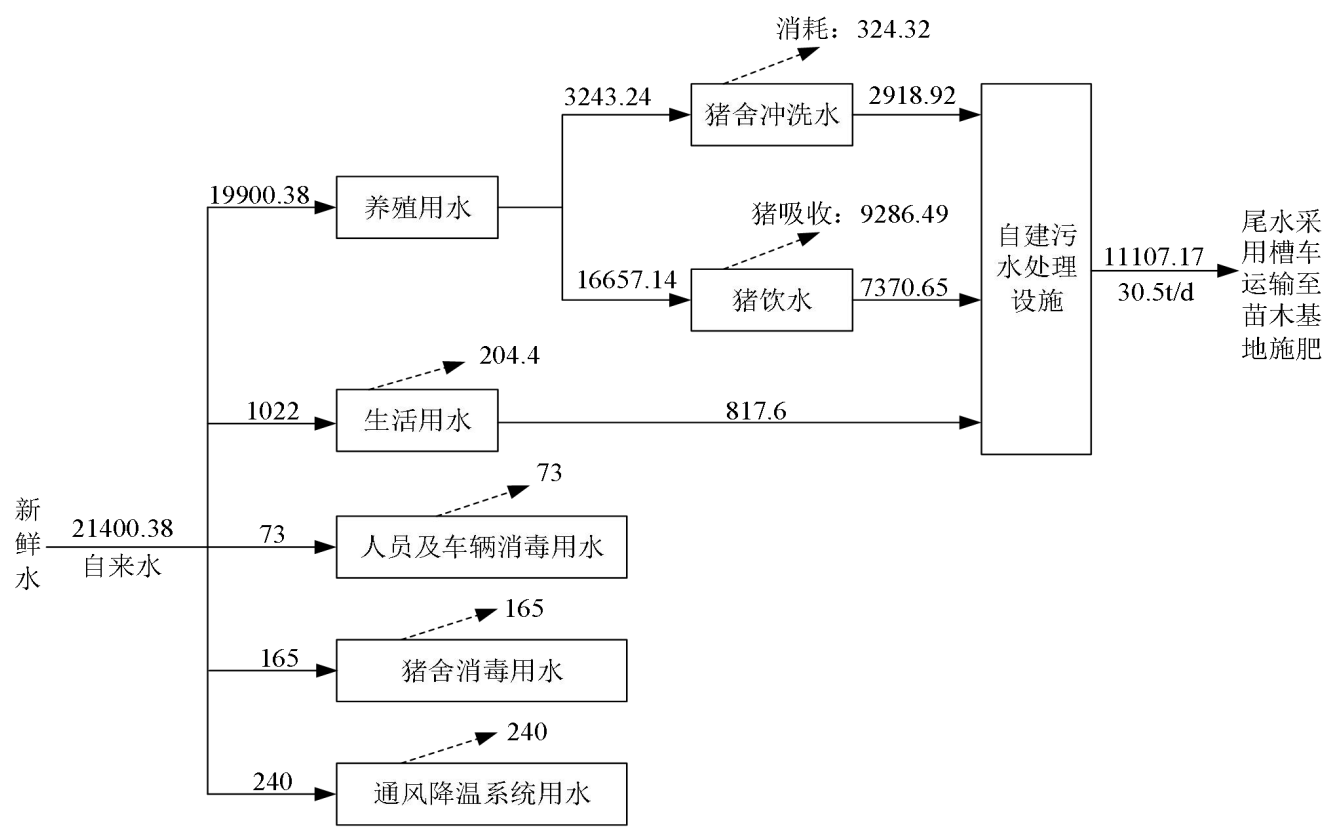 消耗：324.32
3243.24
猪舍冲洗水
2918.92
19900.38
养殖用水
猪吸收：9286.49
16657.14
猪饮水
7370.65
自建污
水处理
设施
11107.17
30.5t/d
尾水采
用槽车
运输至
苗木基
地施肥
204.4
1022
生活用水
817.6
新
鲜
水
21400.38
自来水
73
73
人员及车辆消毒用水
165
165
猪舍消毒用水
240
240
通风降温系统用水